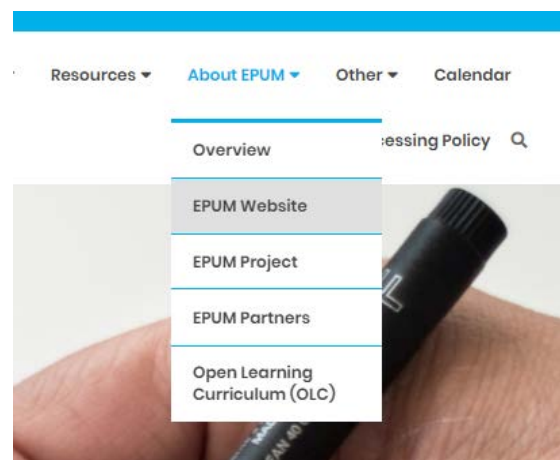 Resources
About EPUM
Other
Calendar
Overview
essing Policy
EPUM Website
EPUM Project
EPUM Partners
Open Learning
Curriculum (OLC)